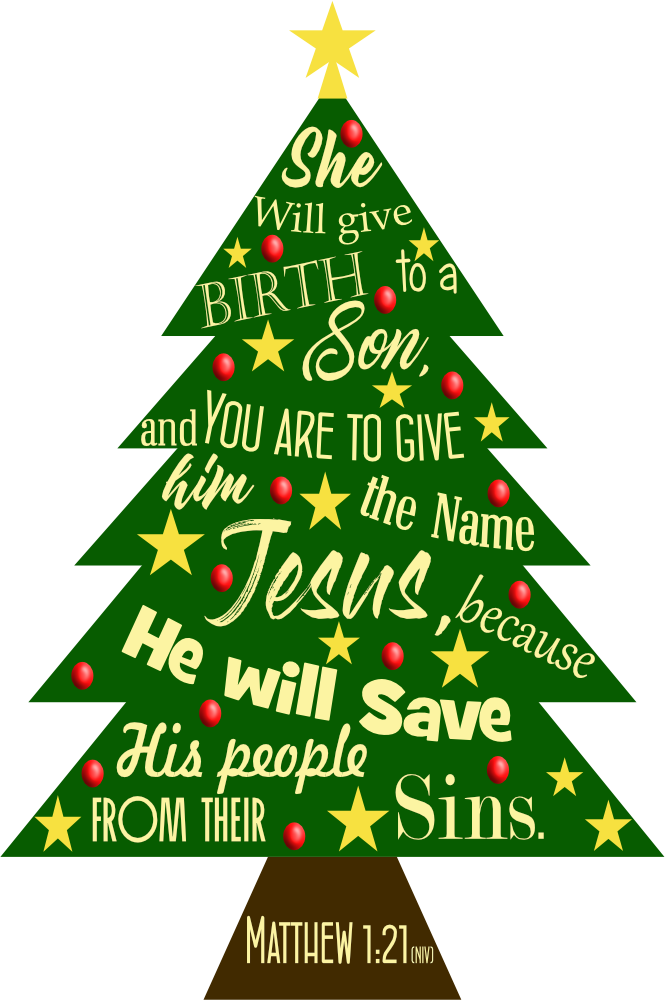 She
Will give
BIRTH to a
Son,
and YOU ARE TO GIVE
him the Name
Jesus, because
He will Save
His people
FROM THEIR Sins.
MATTHEW 1:21 (NIV)